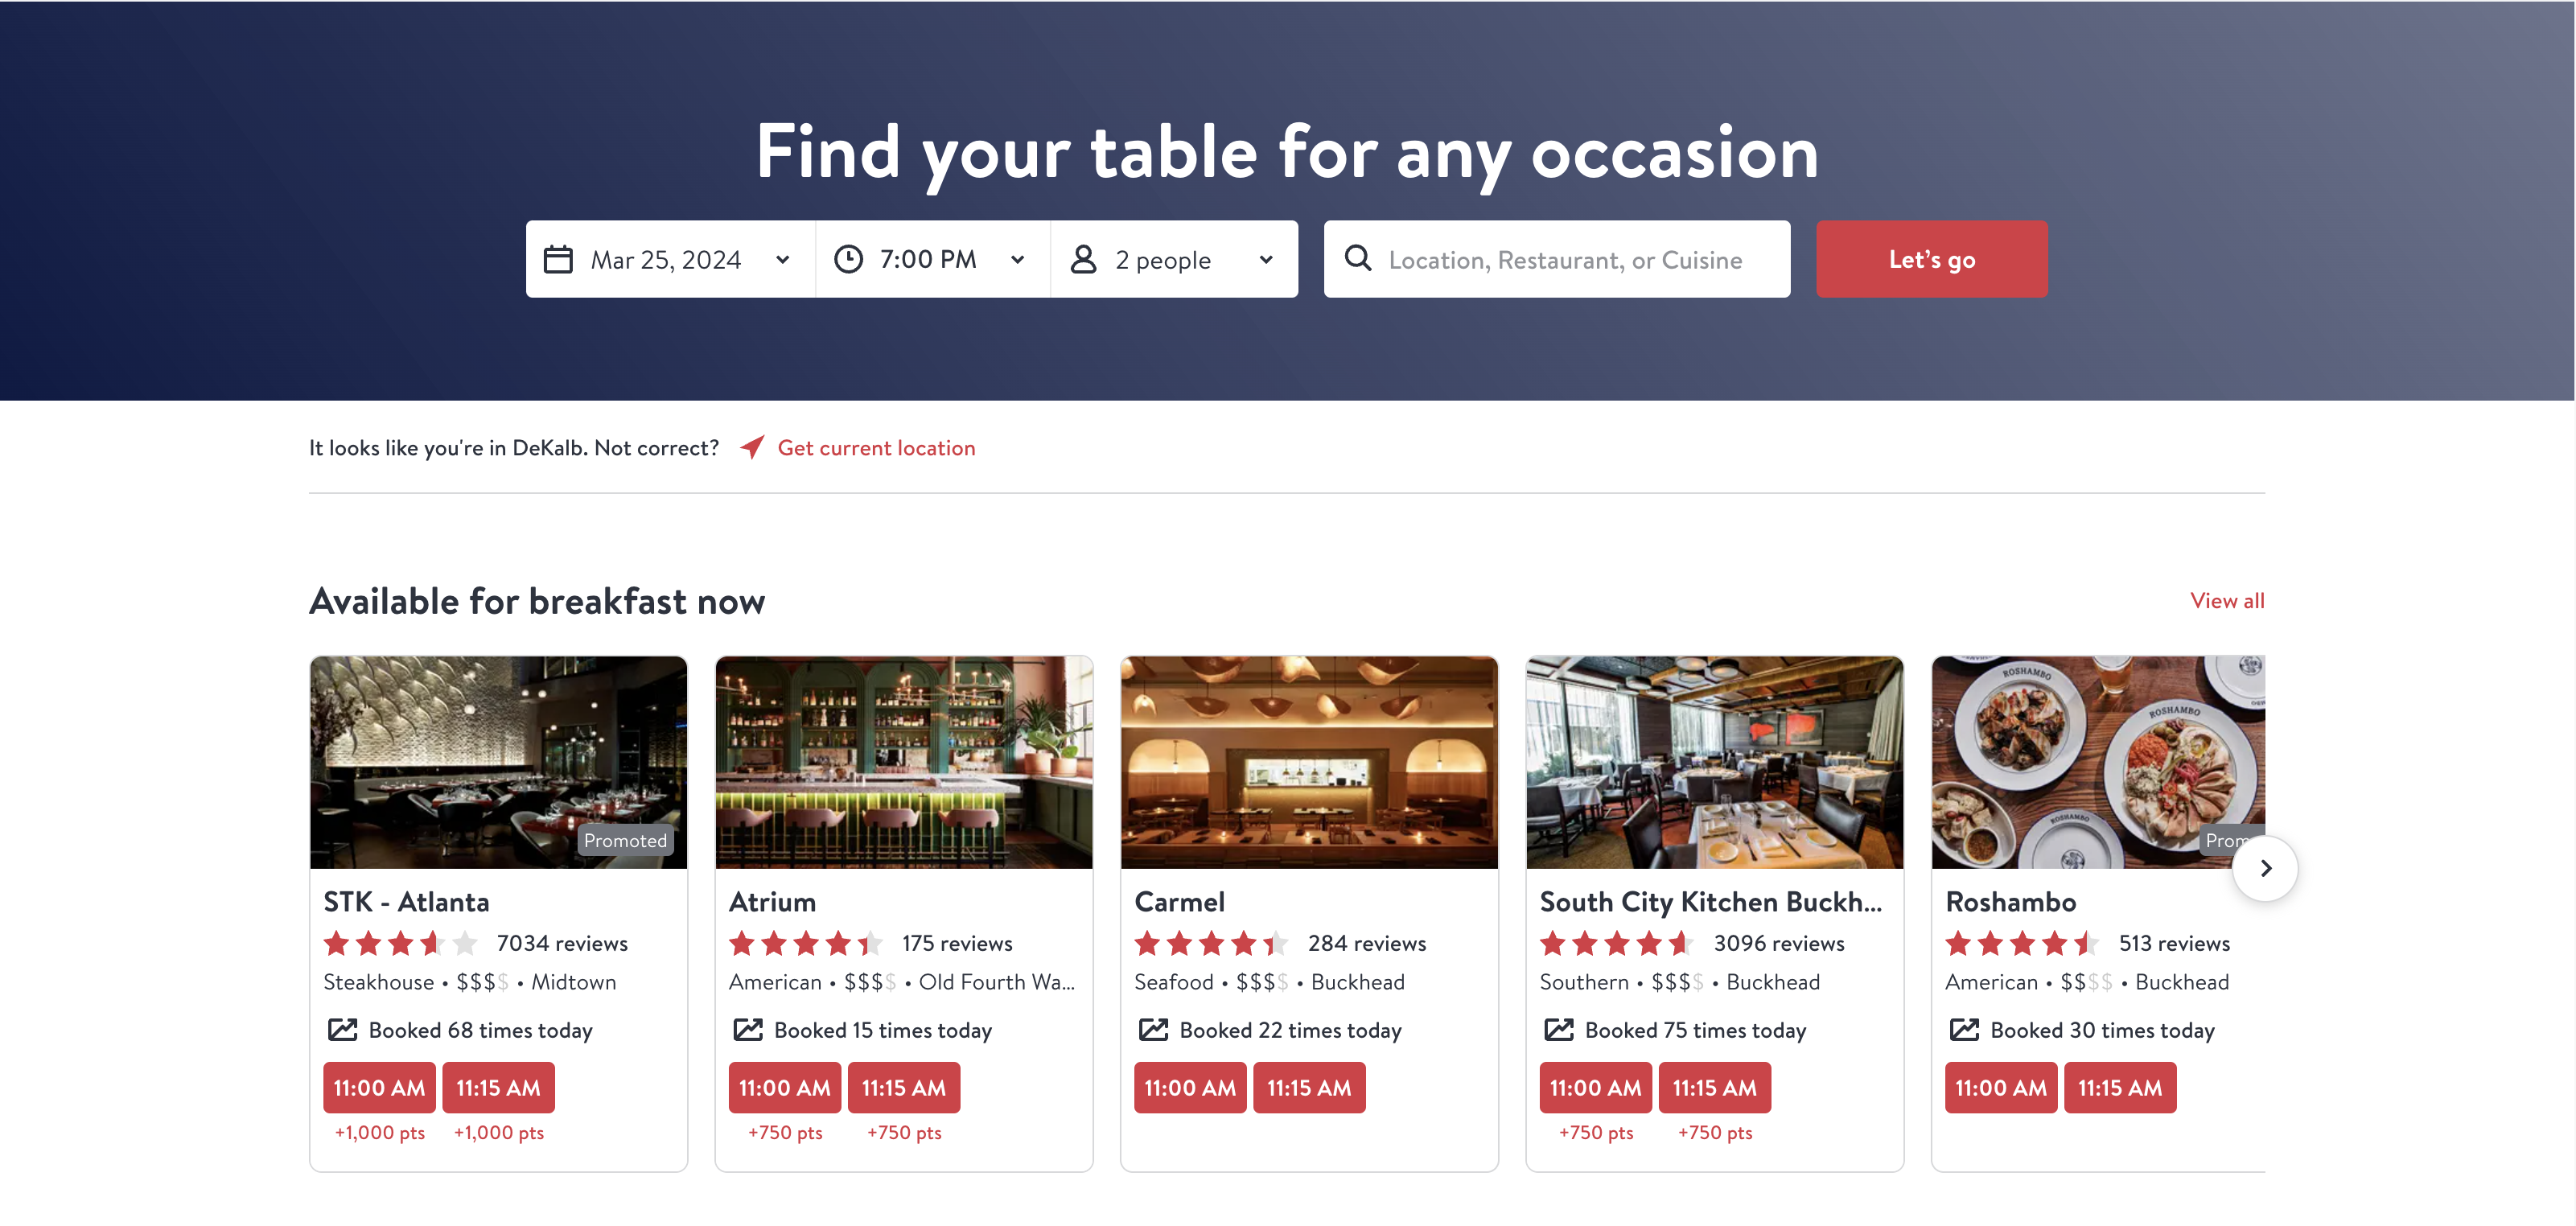 Find your table for any occasion
Mar 25, 2024
7:00 PM
2 people
Location, Restaurant, or Cuisine
Let's go
It looks like you're in DeKalb. Not correct?
Get current location
Available for breakfast now
View all
Promoted
STK - Atlanta
7034 reviews
Steakhouse • $$$$ • Midtown
Booked 68 times today
11:00 AM 11:15 AM
+1,000 pts +1,000 pts
Atrium
175 reviews
American • $$$$ • Old Fourth Wa...
Booked 15 times today
11:00 AM 11:15 AM
+750 pts +750 pts
Carmel
284 reviews
Seafood • $$$$ • Buckhead
Booked 22 times today
11:00 AM 11:15 AM
South City Kitchen Buckh...
3096 reviews
Southern • $$$$ • Buckhead
Booked 75 times today
11:00 AM 11:15 AM
+750 pts +750 pts
ROSHAMBO
ROSHAMBO
ROSHAMBO
Prom
Roshambo
513 reviews
American • $$$$ • Buckhead
Booked 30 times today
11:00 AM 11:15 AM